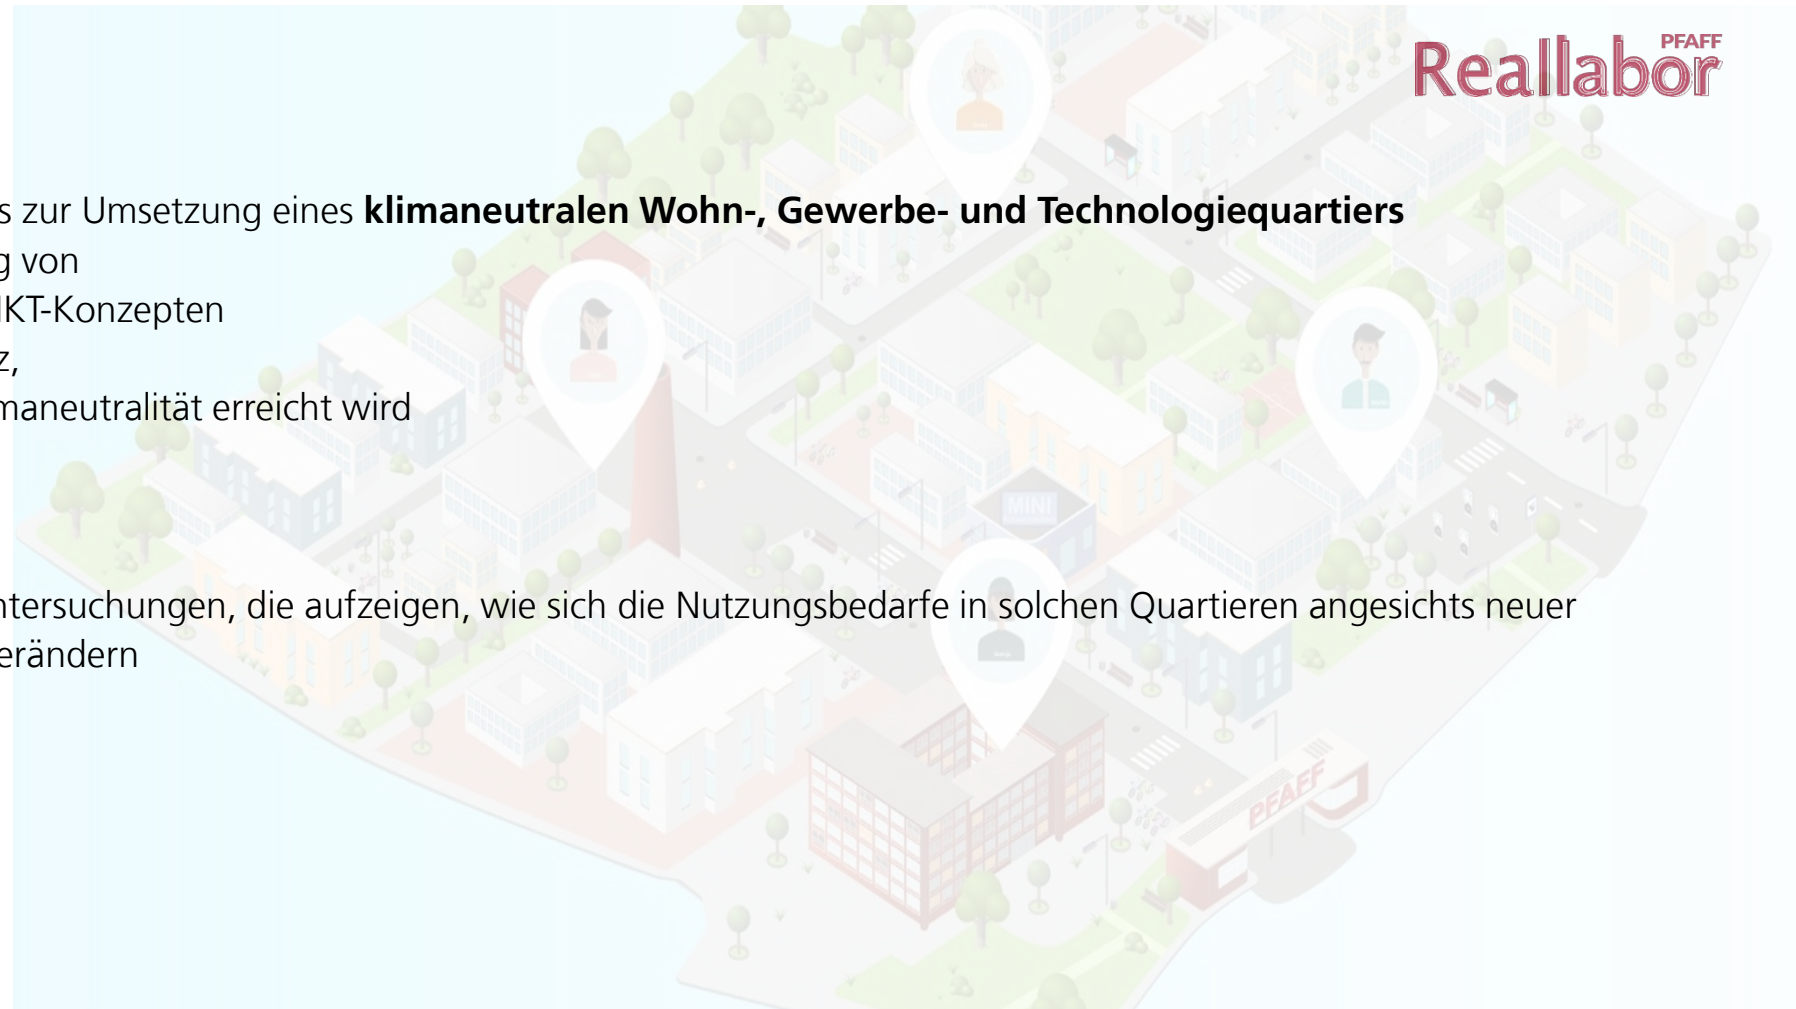 PFAFF
Reallabor
s zur Umsetzung eines klimaneutralen Wohn-, Gewerbe- und Technologiequartiers
g von
IKT-Konzepten
z,
maneutralität erreicht wird
MINI
ntersuchungen, die aufzeigen, wie sich die Nutzungsbedarfe in solchen Quartieren angesichts neuer
erändern
PFAFF